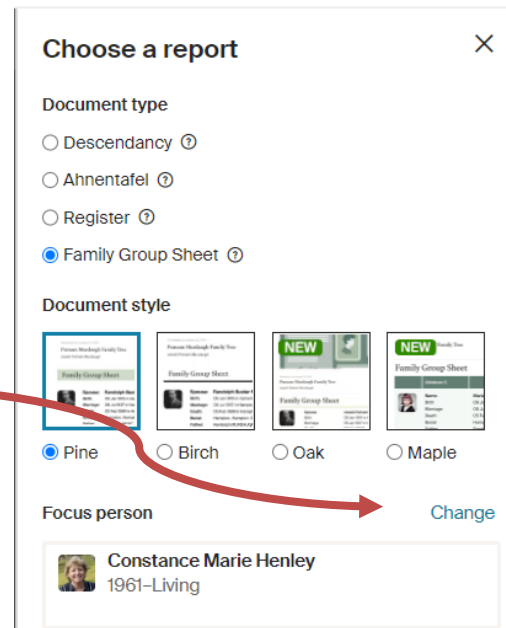 Choose a report
Document type
Descendancy
Ahnentafel
Register
Family Group Sheet
Document style
NEW
NEW
Family Group Sheet
Family Group Sheet
Family Group Sheet
Family Group Sheet
Pine Birch Oak Maple
Focus person Change
Constance Marie Henley
1961–Living